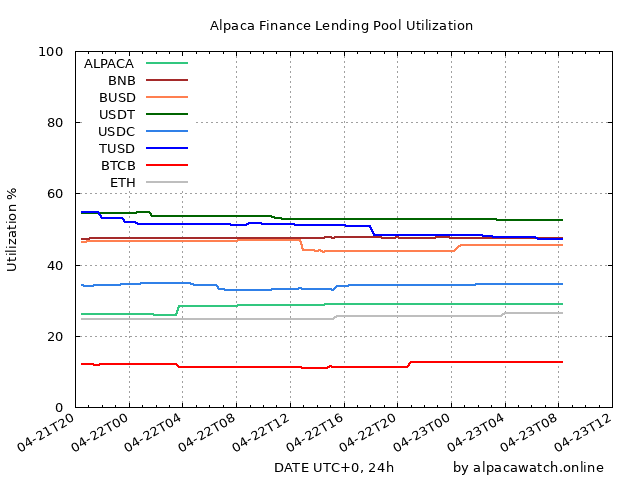 Alpaca Finance Lending Pool Utilization
100
80
60
40
20
0
Utilization %
ALPACA
BNB
BUSD
USDT
USDC
TUSD
BTCB
ETH
04-21T20
04-22T00
04-22T04
04-22T08
04-22T12
04-22T16
04-22T20
04-23T00
04-23T04
04-23T08
04-23T12
DATE UTC+0, 24h
by alpacawatch.online